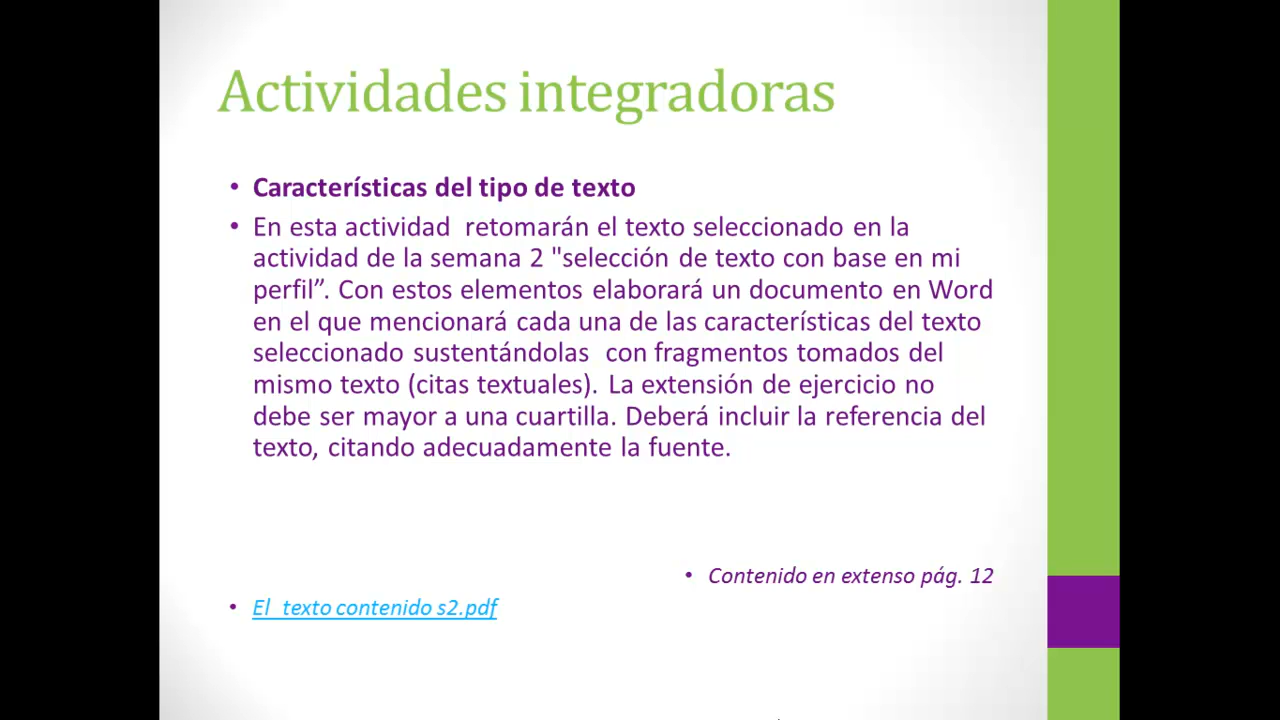 Actividades integradoras
• Características del tipo de texto
• En esta actividad  retomarán el texto seleccionado en la
actividad de la semana 2 "selección de texto con base en mi
perfil”. Con estos elementos elaborará un documento en Word
en el que mencionará cada una de las características del texto
seleccionado sustentándolas  con fragmentos tomados del
mismo texto (citas textuales). La extensión de ejercicio no
debe ser mayor a una cuartilla. Deberá incluir la referencia del
texto, citando adecuadamente la fuente.
• Contenido en extenso pág. 12
• El  texto contenido s2.pdf